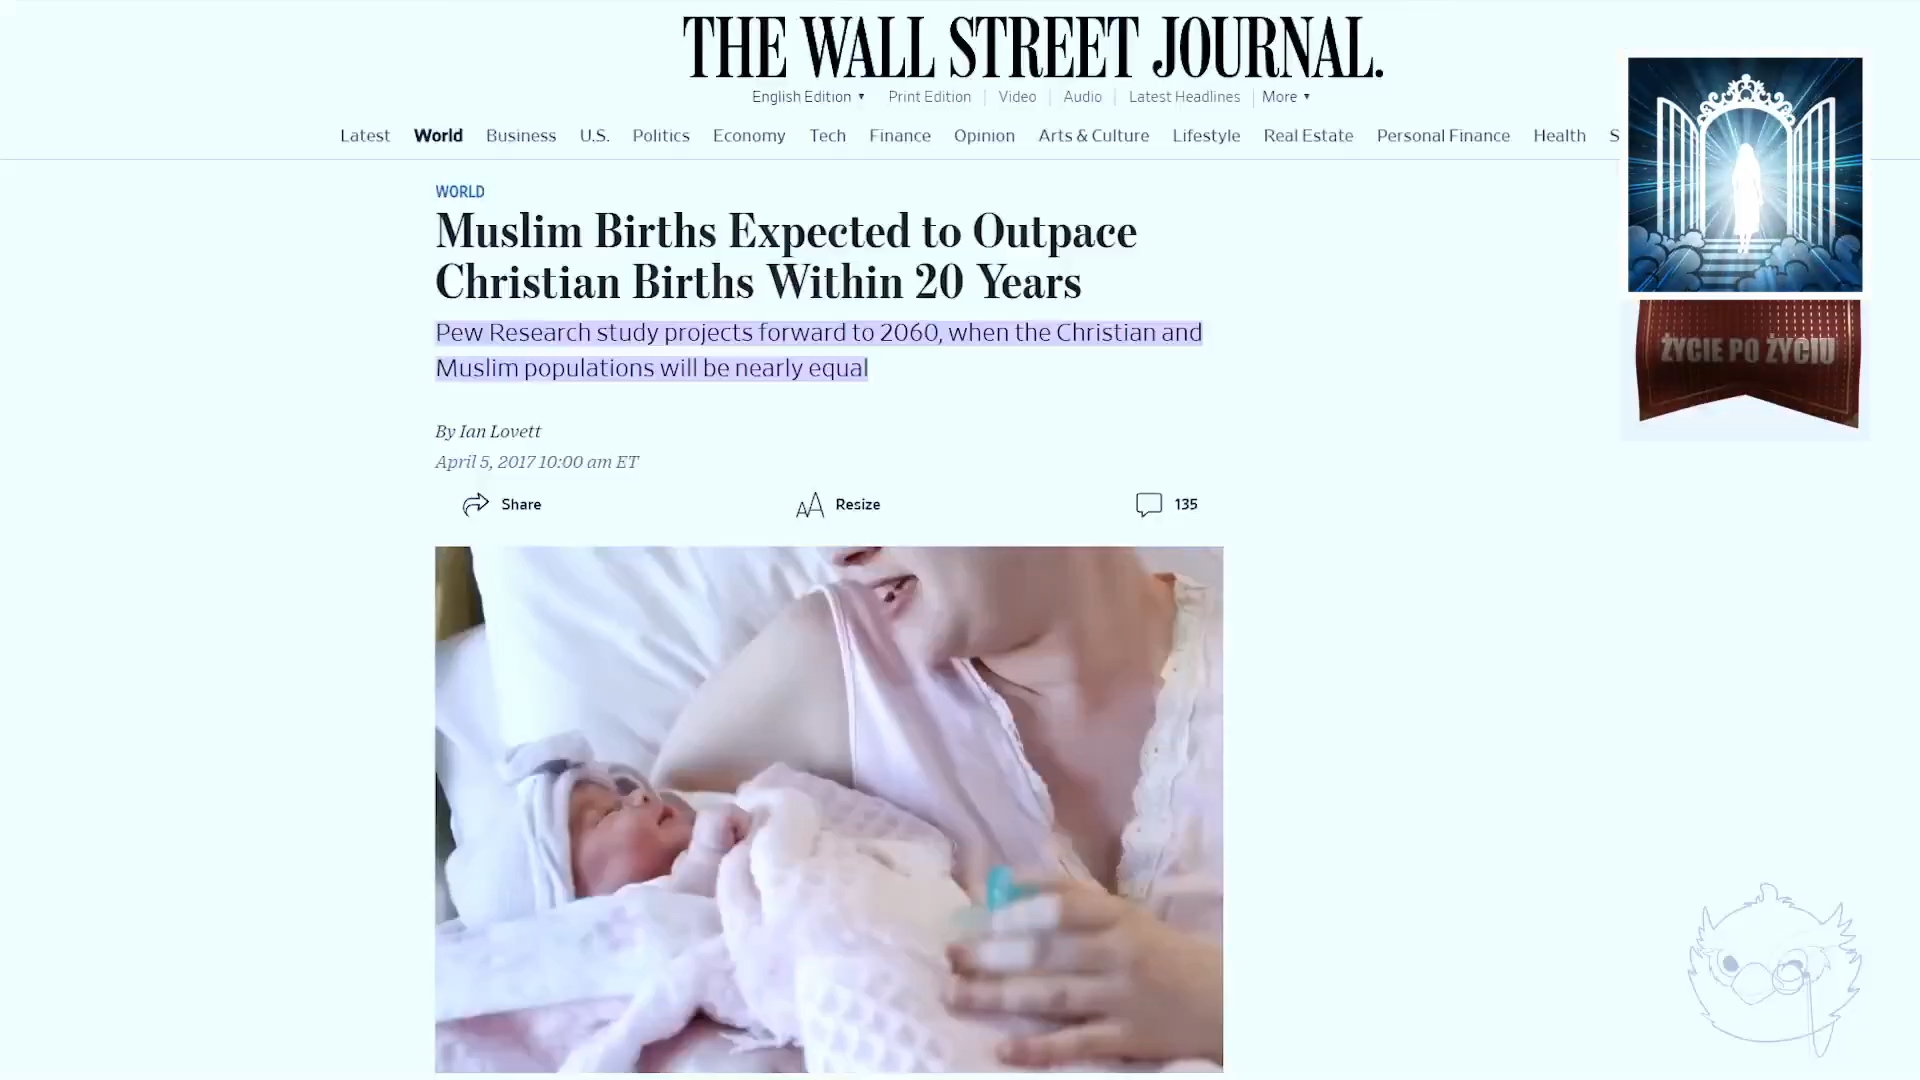 THE WALL STREET JOURNAL.
English Edition ▾ Print Edition Video Audio Latest Headlines More ▾
Latest World Business U.S. Politics Economy Tech Finance Opinion Arts & Culture Lifestyle Real Estate Personal Finance Health S
WORLD
Muslim Births Expected to Outpace
Christian Births Within 20 Years
Pew Research study projects forward to 2060, when the Christian and
Muslim populations will be nearly equal
By Ian Lovett
April 5, 2017 10:00 am ET
Share Resize 135
ŻYCIE PO ŻYCIU